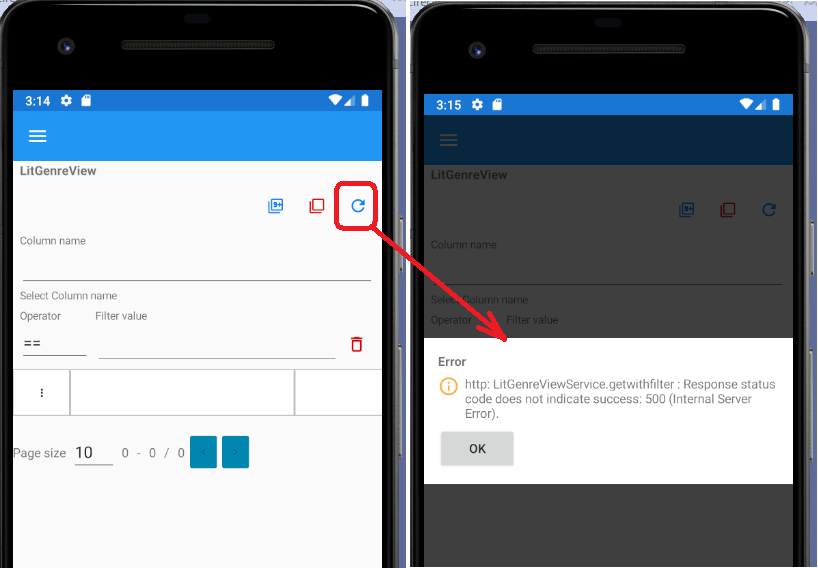 3:14
LitGenreView
9+
Column name
Select Column name
Operator Filter value
==
Page size 10 0 - 0 / 0 < >
3:15
LitGenreView
9+
Column name
Select Column name
Operator Filter value
Error
http: LitGenreViewService.getwithfilter : Response status
code does not indicate success: 500 (Internal Server
Error).
OK